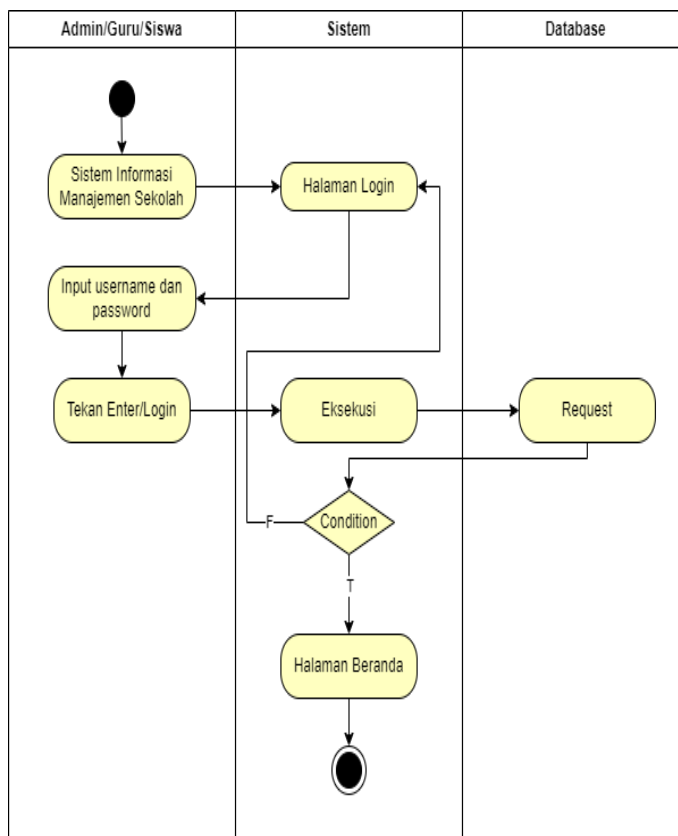 Admin/Guru/Siswa
Sistem
Database
Sistem Informasi
Manajemen Sekolah
Halaman Login
Input username dan
password
Tekan Enter/Login
Eksekusi
Request
Condition
F
T
Halaman Beranda